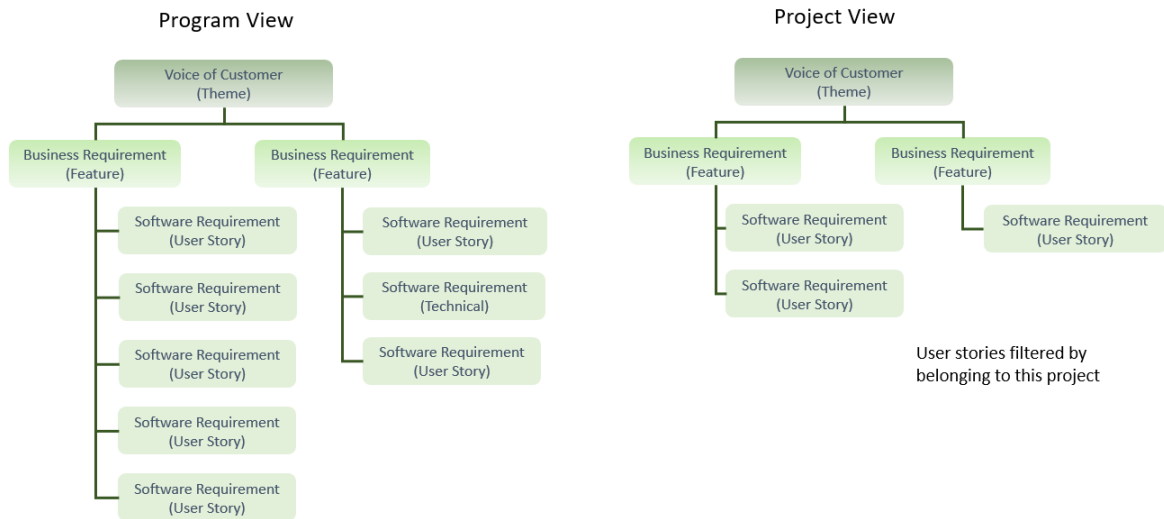 Program View
Voice of Customer
(Theme)
Business Requirement
(Feature)
Software Requirement
(User Story)
Software Requirement
(User Story)
Software Requirement
(User Story)
Software Requirement
(User Story)
Software Requirement
(User Story)
Business Requirement
(Feature)
Software Requirement
(User Story)
Software Requirement
(Technical)
Software Requirement
(User Story)
Project View
Voice of Customer
(Theme)
Business Requirement
(Feature)
Software Requirement
(User Story)
Software Requirement
(User Story)
Business Requirement
(Feature)
Software Requirement
(User Story)
User stories filtered by
belonging to this project